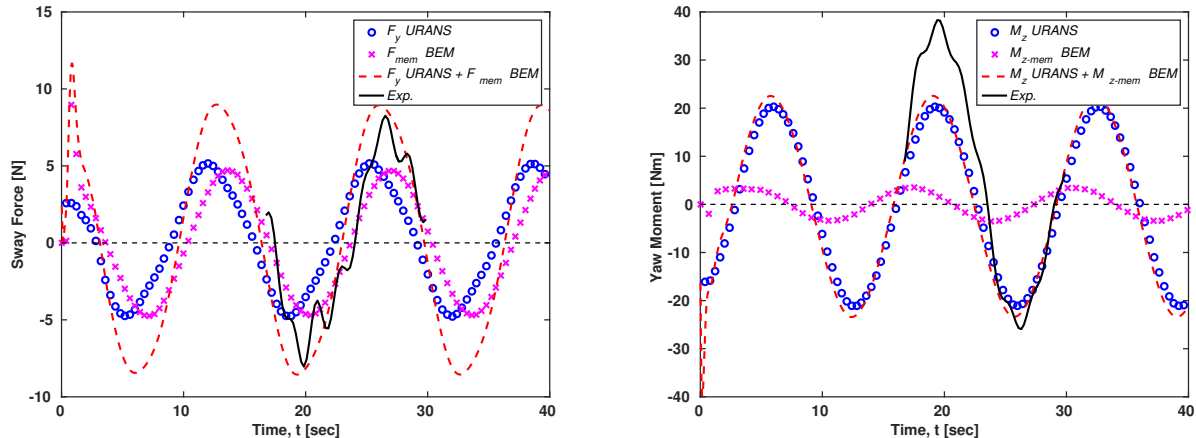 15
10
5
0
-5
-10
Sway Force [N]
0 10 20 30 40
Time, t [sec]
F_y URANS
F_mem BEM
F_y URANS + F_mem BEM
Exp.
40
30
20
10
0
-10
-20
-30
-40
Yaw Moment [Nm]
0 10 20 30 40
Time, t [sec]
M_z URANS
M_z-mem BEM
M_z URANS + M_z-mem BEM
Exp.